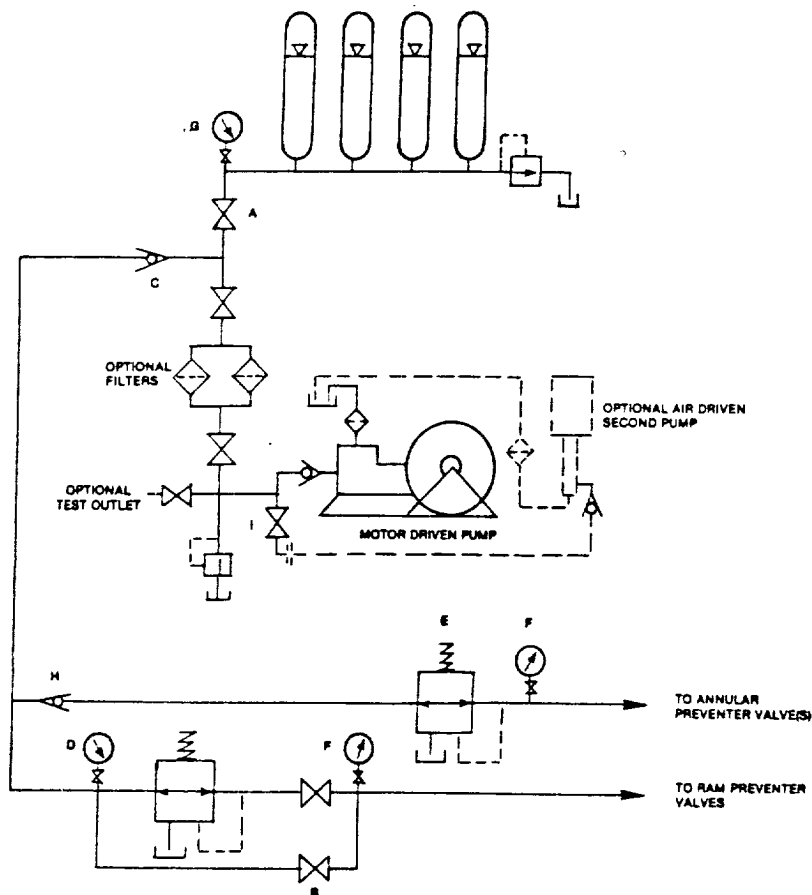 G
A
C
OPTIONAL
FILTERS
OPTIONAL AIR DRIVEN
SECOND PUMP
OPTIONAL
TEST OUTLET
I
MOTOR DRIVEN PUMP
E
F
H
TO ANNULAR
PREVENTER VALVE(S)
D
F
TO RAM PREVENTER
VALVES